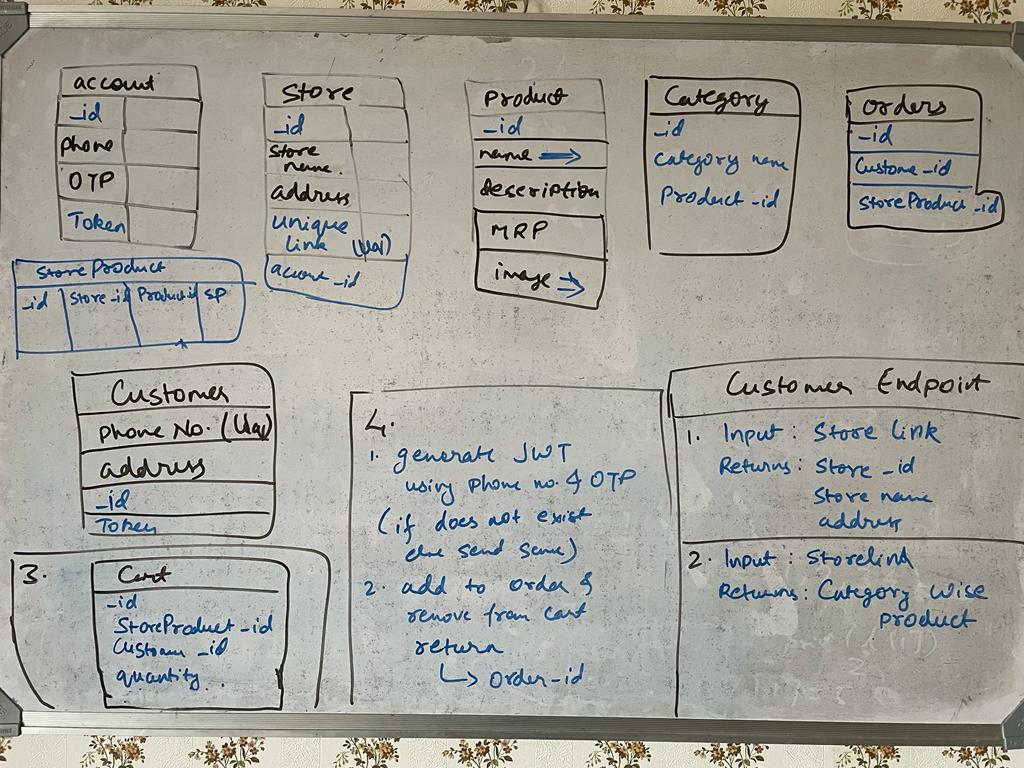 account
_id
phone
OTP
Token
Store
_id
Store
name.
address
unique
link
account_id
Product
_id
name →
description
MRP
image →
Category
_id
category name
Product_id
Orders
_id
Custome_id
StoreProduct_id
StoreProduct
_id Store_id Product_id SP
Customer
Phone No.
address
_id
Token
3.
Cart
_id
StoreProduct_id
Customer_id
quantity
4.
1. generate JWT
using phone no. & OTP
(if does not exist
else send same)
2. add to order &
remove from cart
return
↳ order-id
Customer Endpoint
1. Input : Store link
Returns : Store_id
Store name
address
2. Input : Storelink
Returns : Category wise
product